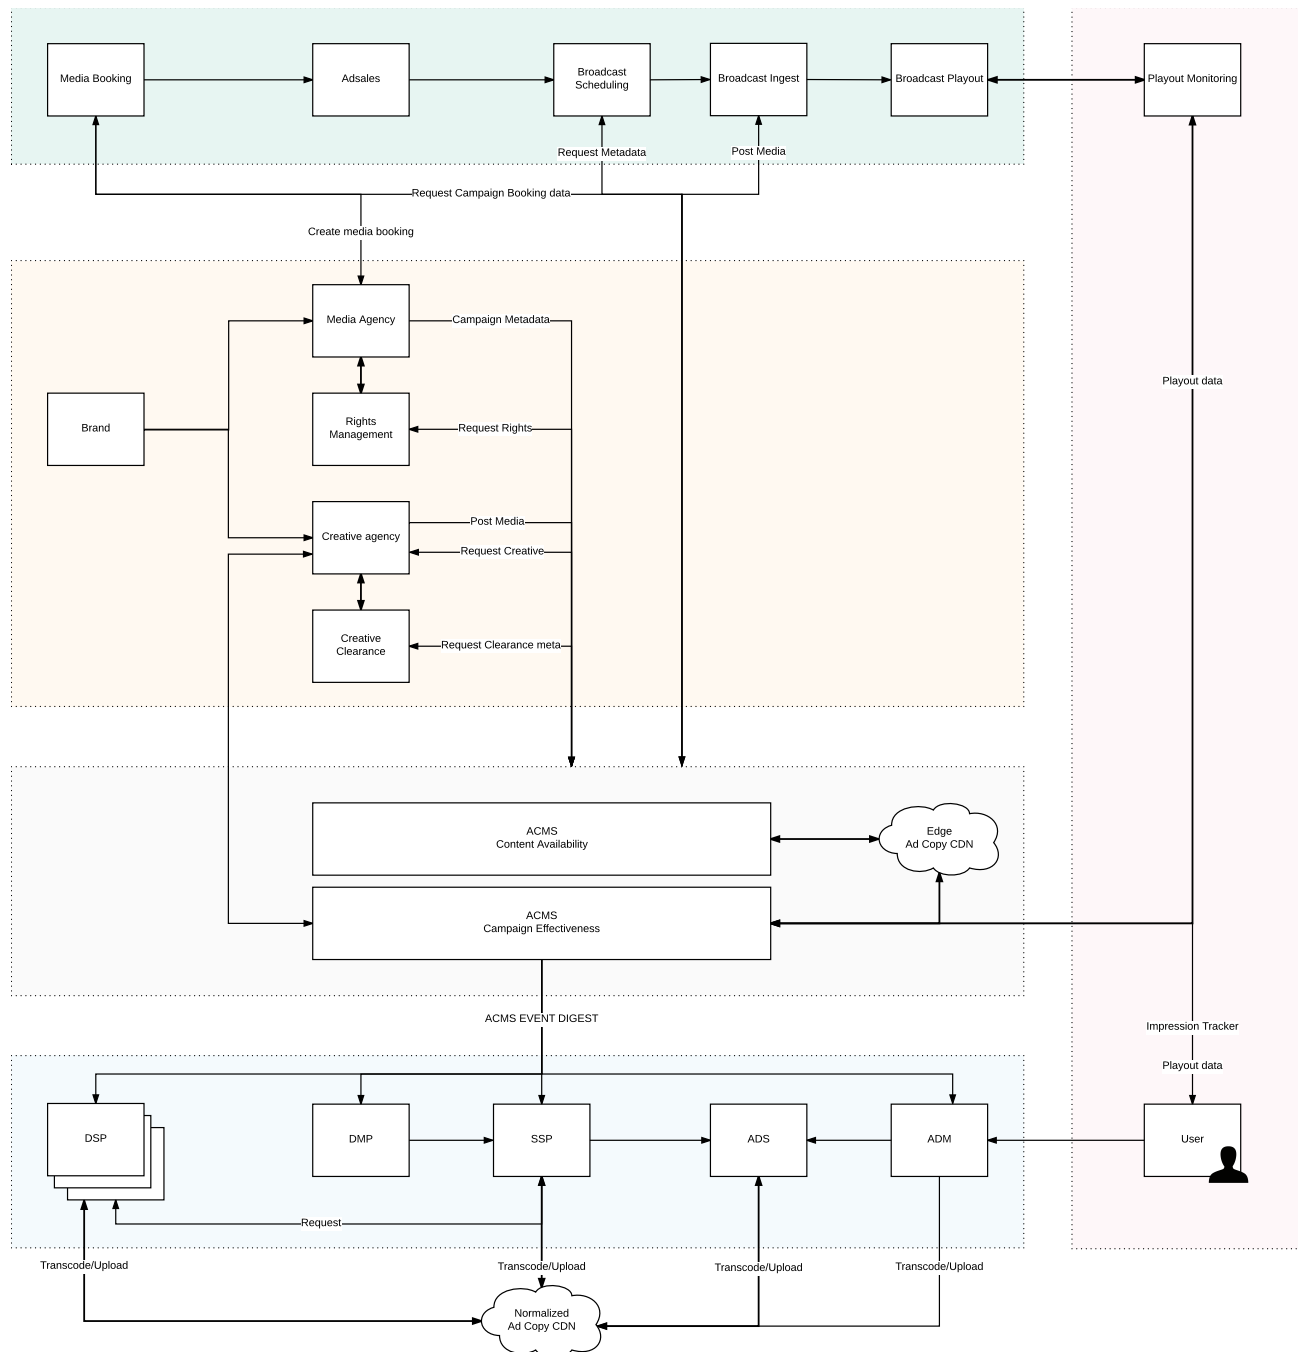 Media Booking
Adsales
Broadcast
Scheduling
Broadcast Ingest
Broadcast Playout
Playout Monitoring
Request Metadata
Post Media
Request Campaign Booking data
Create media booking
Media Agency
Campaign Metadata
Playout data
Brand
Rights
Management
Request Rights
Creative agency
Post Media
Request Creative
Creative
Clearance
Request Clearance meta
ACMS
Content Availability
Edge
Ad Copy CDN
ACMS
Campaign Effectiveness
ACMS EVENT DIGEST
Impression Tracker
Playout data
DSP
DMP
SSP
ADS
ADM
User
Request
Transcode/Upload
Transcode/Upload
Transcode/Upload
Transcode/Upload
Normalized
Ad Copy CDN